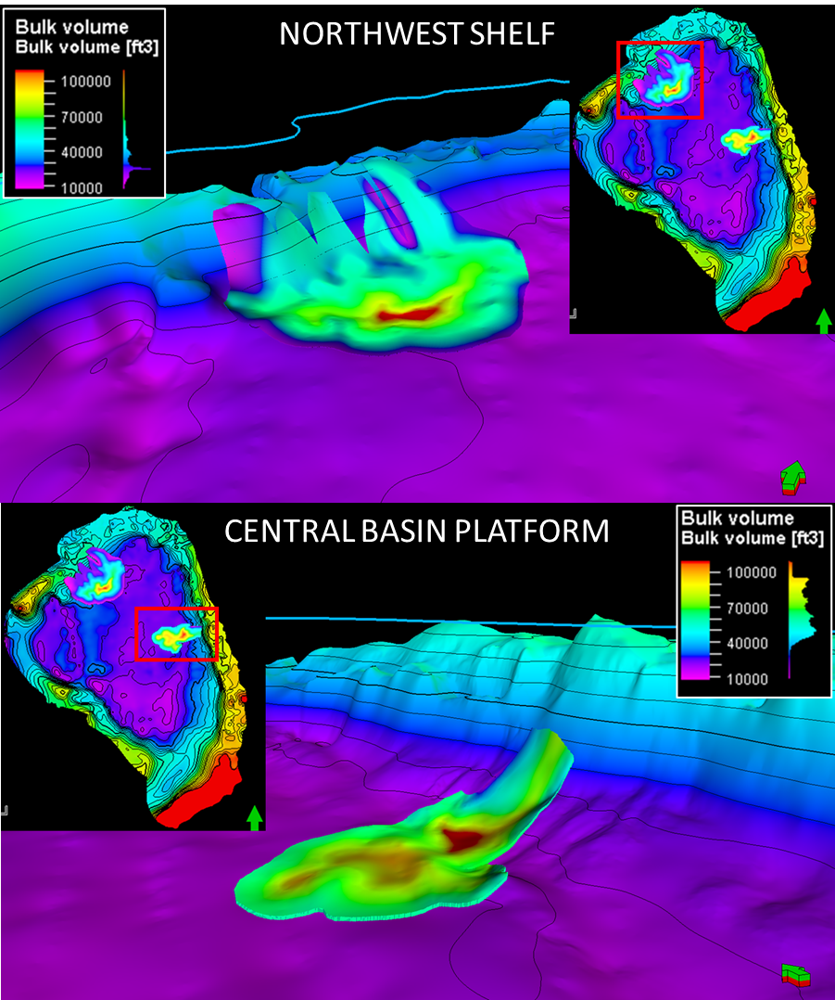 NORTHWEST SHELF
Bulk volume
Bulk volume [ft3]
100000
70000
40000
10000
CENTRAL BASIN PLATFORM
Bulk volume
Bulk volume [ft3]
100000
70000
40000
10000